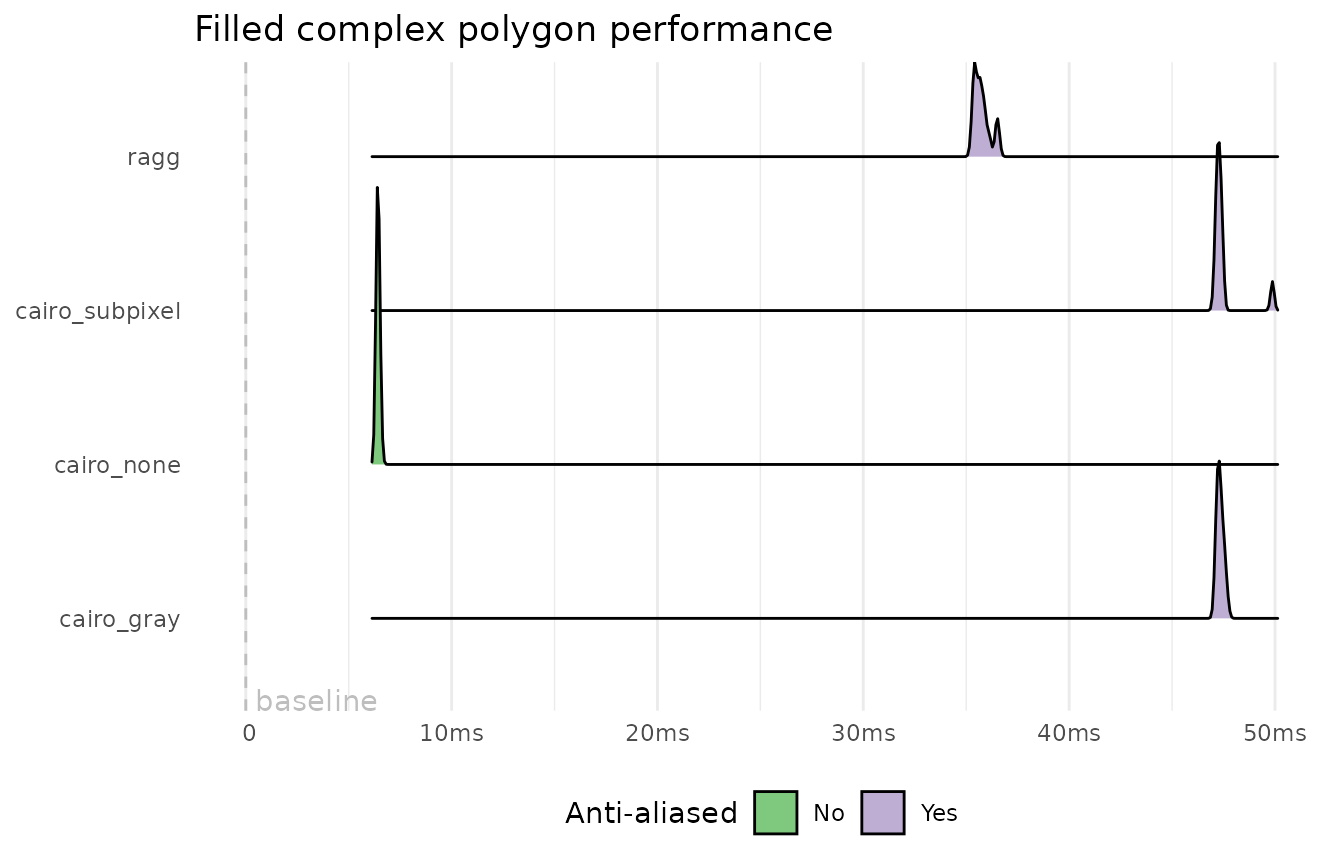 Filled complex polygon performance
ragg
cairo_subpixel
cairo_none
cairo_gray
baseline
0 10ms 20ms 30ms 40ms 50ms
Anti-aliased No Yes